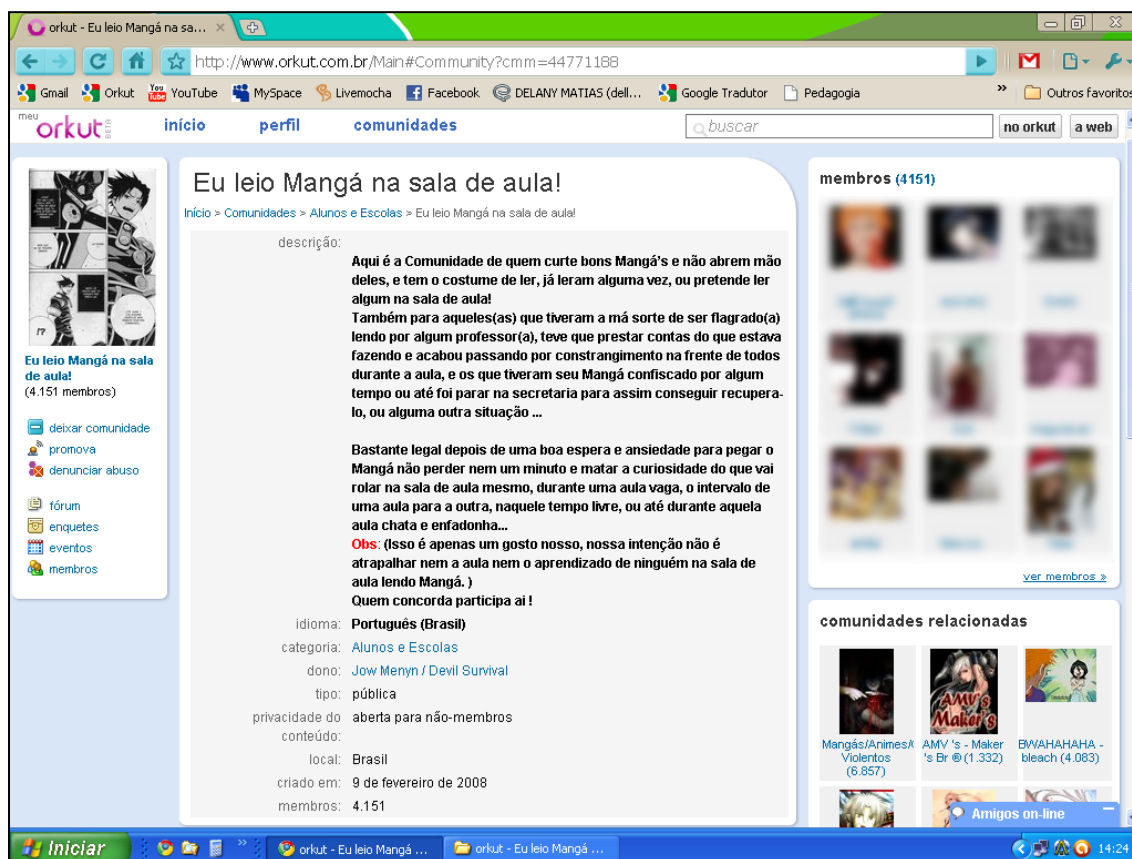 orkut - Eu leio Mangá na sa...
http://www.orkut.com.br/Main#Community?cmm=44771188
Gmail Orkut YouTube MySpace Livemocha Facebook DELANY MATIAS (dell... Google Tradutor Pedagogia » Outros favoritos
meu orkut BETA início perfil comunidades buscar no orkut a web
Eu leio Mangá na sala de aula!
Início > Comunidades > Alunos e Escolas > Eu leio Mangá na sala de aula!
!?
Eu leio Mangá na sala
de aula!
(4.151 membros)
deixar comunidade
promova
denunciar abuso
fórum
enquetes
eventos
membros
descrição:
Aqui é a Comunidade de quem curte bons Mangá's e não abrem mão
deles, e tem o costume de ler, já leram alguma vez, ou pretende ler
algum na sala de aula!
Também para aqueles(as) que tiveram a má sorte de ser flagrado(a)
lendo por algum professor(a), teve que prestar contas do que estava
fazendo e acabou passando por constrangimento na frente de todos
durante a aula, e os que tiveram seu Mangá confiscado por algum
tempo ou até foi parar na secretaria para assim conseguir recupera-
lo, ou alguma outra situação ...
Bastante legal depois de uma boa espera e ansiedade para pegar o
Mangá não perder nem um minuto e matar a curiosidade do que vai
rolar na sala de aula mesmo, durante uma aula vaga, o intervalo de
uma aula para a outra, naquele tempo livre, ou até durante aquela
aula chata e enfadonha...
Obs: (Isso é apenas um gosto nosso, nossa intenção não é
atrapalhar nem a aula nem o aprendizado de ninguém na sala de
aula lendo Mangá. )
Quem concorda participa ai !
idioma: Português (Brasil)
categoria: Alunos e Escolas
dono: Jow Menyn / Devil Survival
tipo: pública
privacidade do aberta para não-membros
conteúdo:
local: Brasil
criado em: 9 de fevereiro de 2008
membros: 4.151
membros (4151)
ver membros »
comunidades relacionadas
AMV's
Maker's
Mangás/Animes/
Violentos
(6.857)
AMV 's - Maker
's Br ® (1.332)
BWAHAHAHA -
bleach (4.083)
Amigos on-line
Iniciar » orkut - Eu leio Mangá ... orkut - Eu leio Mangá ... 14:24